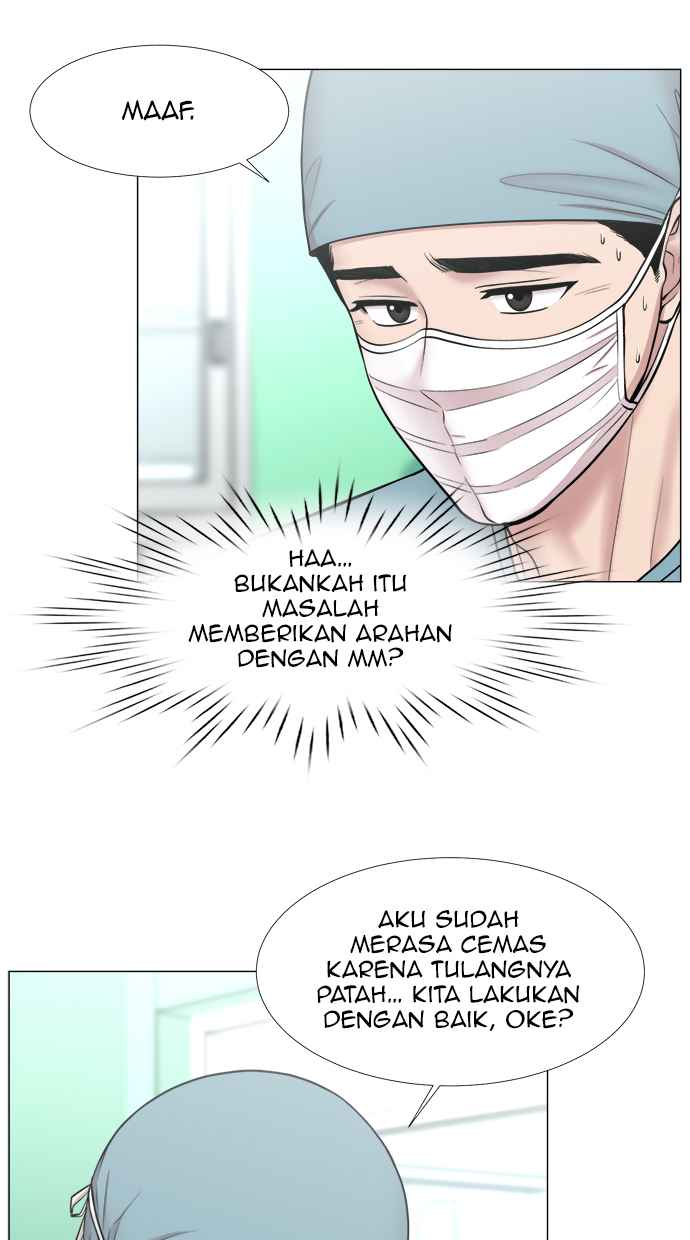 MAAF.
HAA...
BUKANKAH ITU
MASALAH
MEMBERIKAN ARAHAN
DENGAN MM?
AKU SUDAH
MERASA CEMAS
KARENA TULANGNYA
PATAH... KITA LAKUKAN
DENGAN BAIK, OKE?